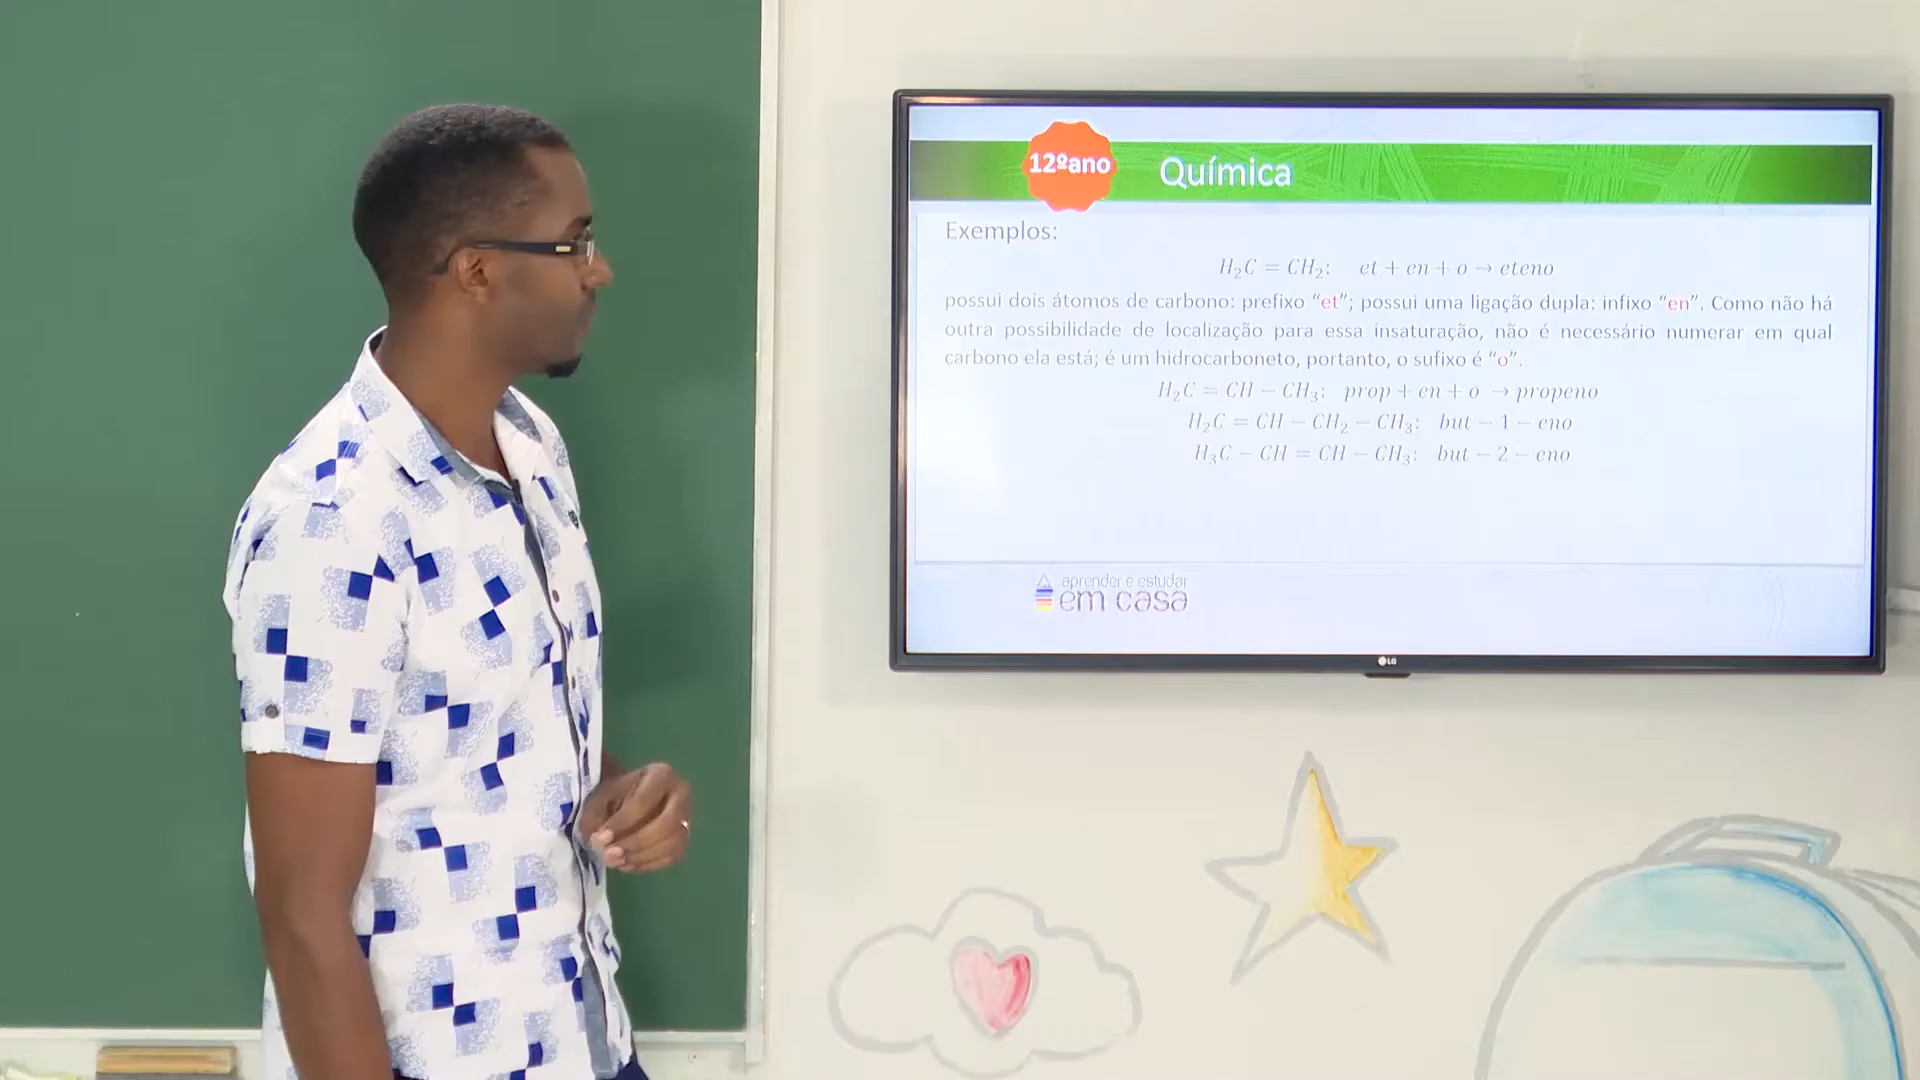 12ºano
Química
Exemplos:
H₂C = CH₂: et + en + o → eteno
possui dois átomos de carbono: prefixo “et”; possui uma ligação dupla: infixo “en”. Como não há
outra possibilidade de localização para essa insaturação, não é necessário numerar em qual
carbono ela está; é um hidrocarboneto, portanto, o sufixo é “o”.
H₂C = CH − CH₃: prop + en + o → propeno
H₂C = CH − CH₂ − CH₃: but − 1 − eno
H₃C − CH = CH − CH₃: but − 2 − eno
aprender e estudar
em casa
LG